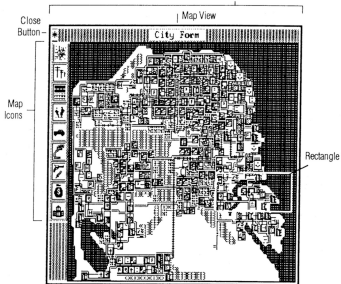 Map View
Close
Button
City Form
Map
Icons
Rectangle